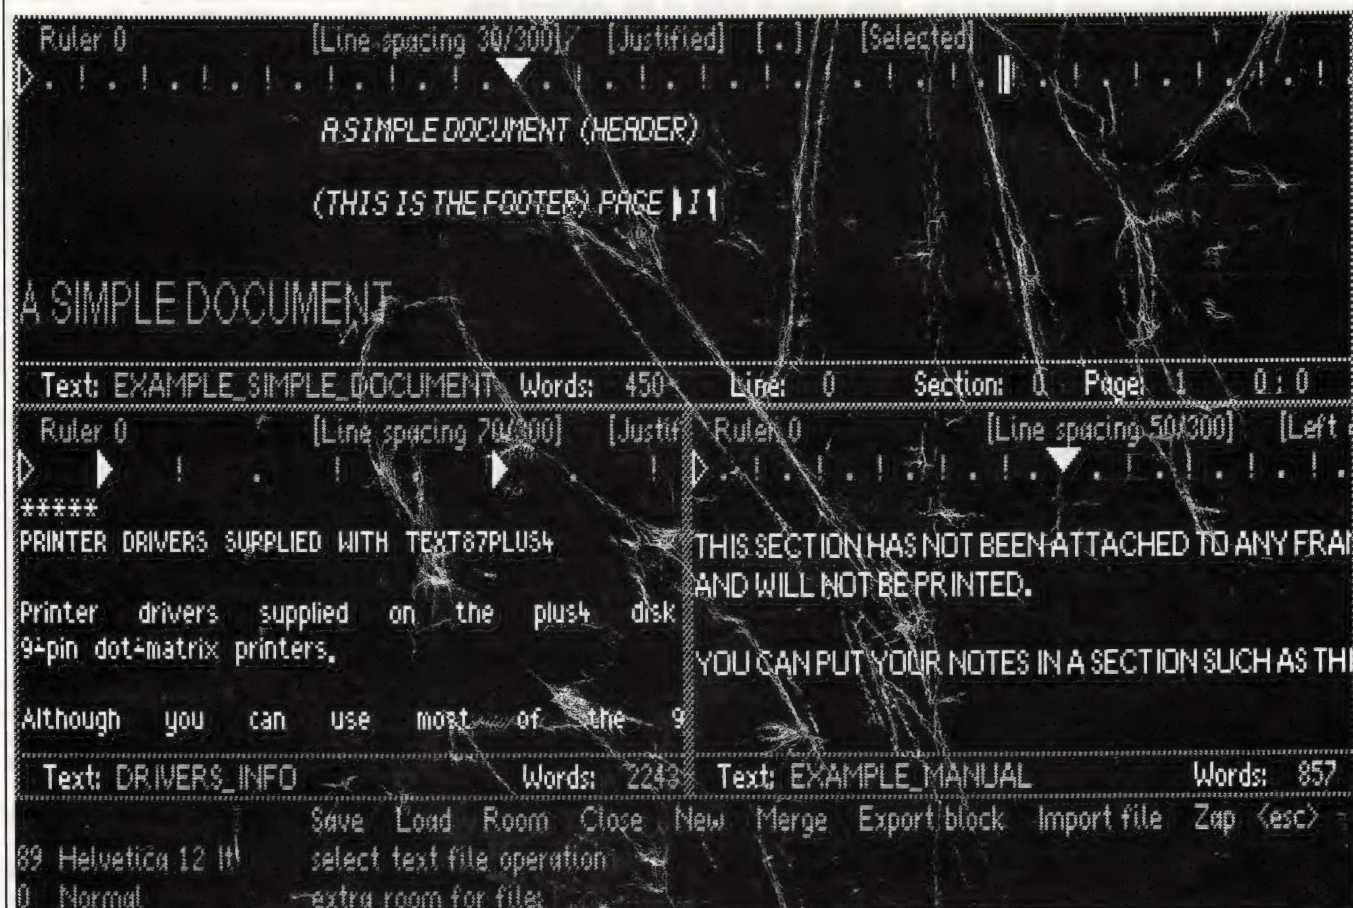 Ruler 0 [Line spacing 30/300] [Justified] [.] [Selected]
A SIMPLE DOCUMENT (HEADER)
(THIS IS THE FOOTER) PAGE I
A SIMPLE DOCUMENT
Text: EXAMPLE_SIMPLE_DOCUMENT Words: 450 Line: 0 Section: 0 Page: 1 0 : 0
Ruler 0 [Line spacing 70/300] [Justif
*****
PRINTER DRIVERS SUPPLIED WITH TEXT87PLUS4
Printer drivers supplied on the plus4 disk
9-pin dot-matrix printers.
Although you can use most of the 9
Text: DRIVERS_INFO Words: 2243
Ruler 0 [Line spacing 50/300] [Left
THIS SECTION HAS NOT BEEN ATTACHED TO ANY FRAM
AND WILL NOT BE PRINTED.
YOU CAN PUT YOUR NOTES IN A SECTION SUCH AS THI
Text: EXAMPLE_MANUAL Words: 857
Save Load Room Close New Merge Export block Import file Zap <esc>
89 Helvetica 12 lt select text file operation
0 Normal extra room for files